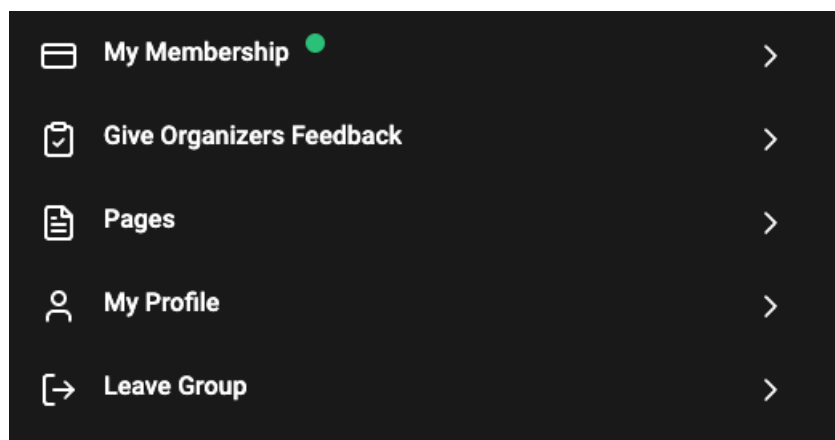 My Membership
Give Organizers Feedback
Pages
My Profile
Leave Group